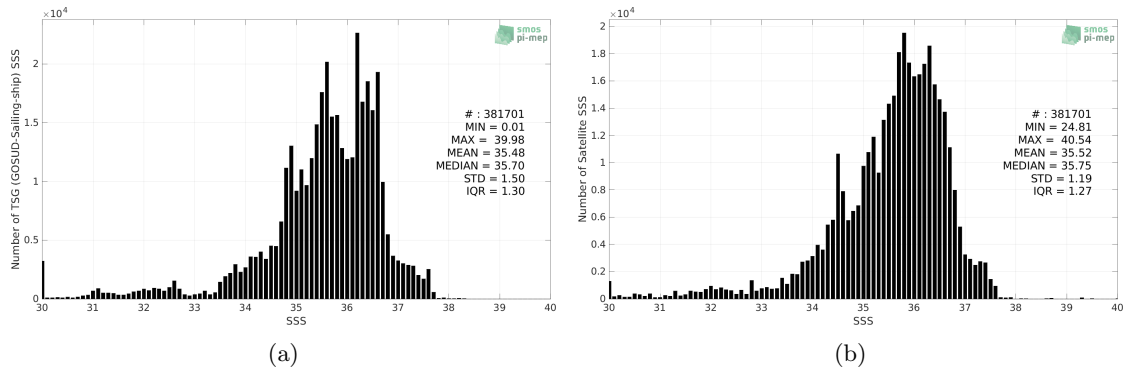 ×10⁴
smos
pi-mep
2
1.5
1
0.5
0
Number of TSG (GOSUD-Sailing-ship) SSS
# : 381701
MIN = 0.01
MAX = 39.98
MEAN = 35.48
MEDIAN = 35.70
STD = 1.50
IQR = 1.30
30 31 32 33 34 35 36 37 38 39 40
SSS
(a)
×10⁴
smos
pi-mep
2
1.8
1.6
1.4
1.2
1
0.8
0.6
0.4
0.2
0
Number of Satellite SSS
# : 381701
MIN = 24.81
MAX = 40.54
MEAN = 35.52
MEDIAN = 35.75
STD = 1.19
IQR = 1.27
30 31 32 33 34 35 36 37 38 39 40
SSS
(b)